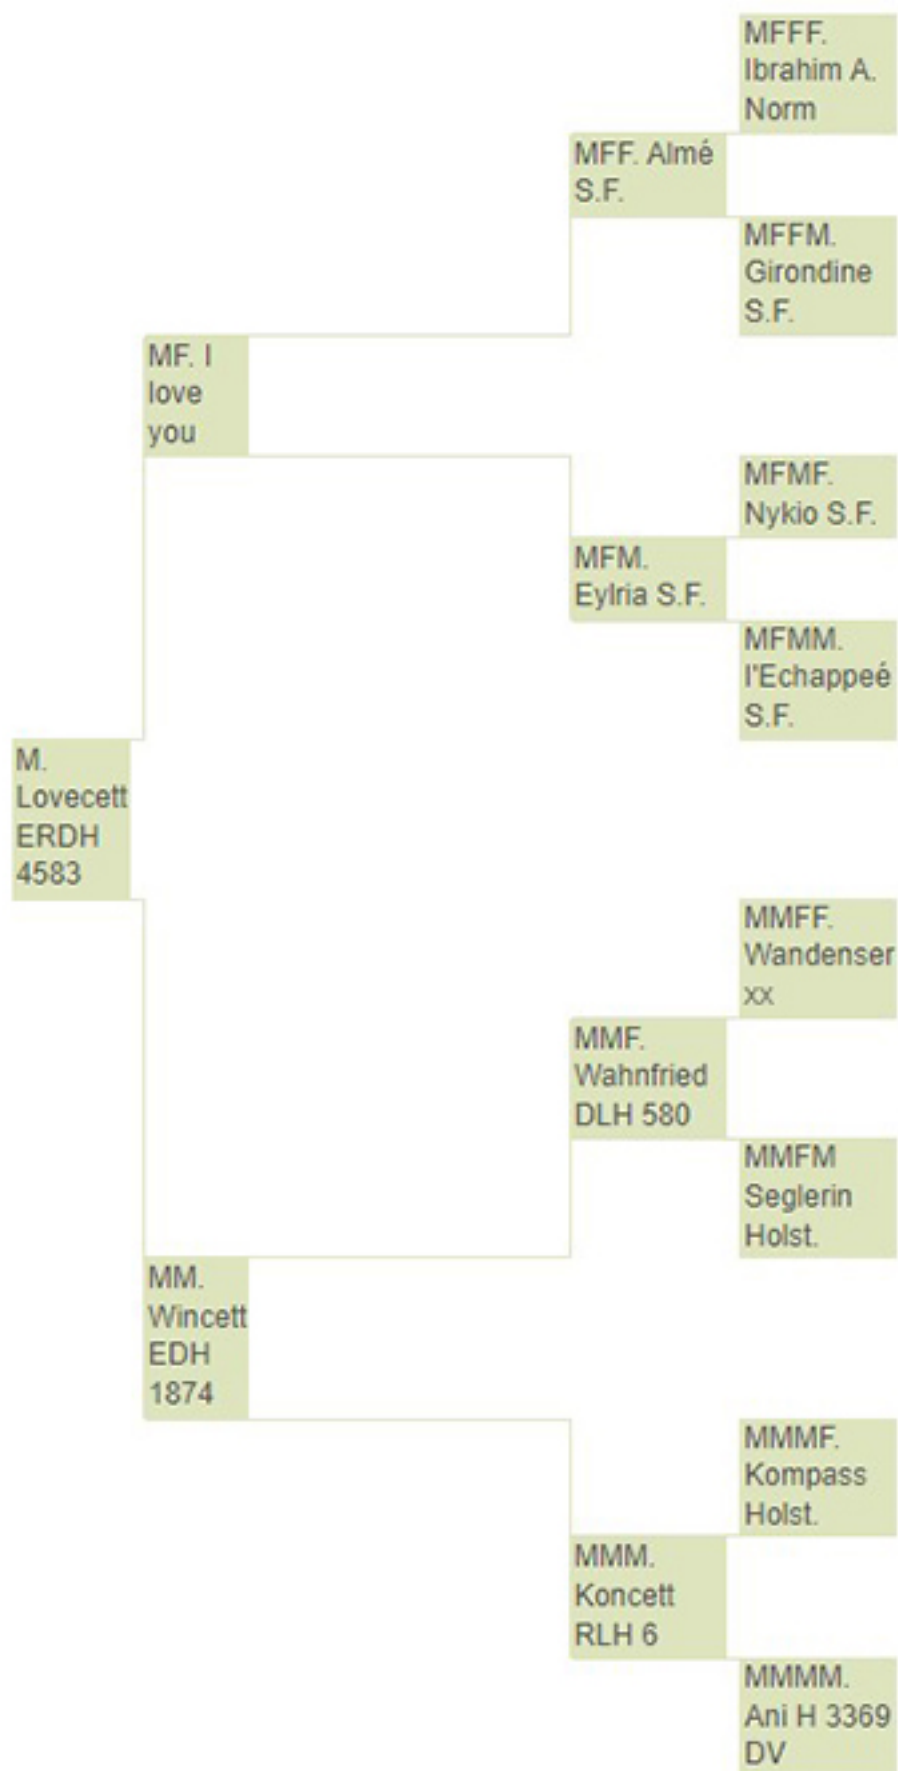 MFFF.
Ibrahim A.
Norm
MFF. Almé
S.F.
MFFM.
Girondine
S.F.
MF. I
love
you
MFMF.
Nykio S.F.
MFM.
Eylria S.F.
MFMM.
l'Echappeé
S.F.
M.
Lovecett
ERDH
4583
MMFF.
Wandenser
xx
MMF.
Wahnfried
DLH 580
MMFM
Seglerin
Holst.
MM.
Wincett
EDH
1874
MMMF.
Kompass
Holst.
MMM.
Koncett
RLH 6
MMMM.
Ani H 3369
DV